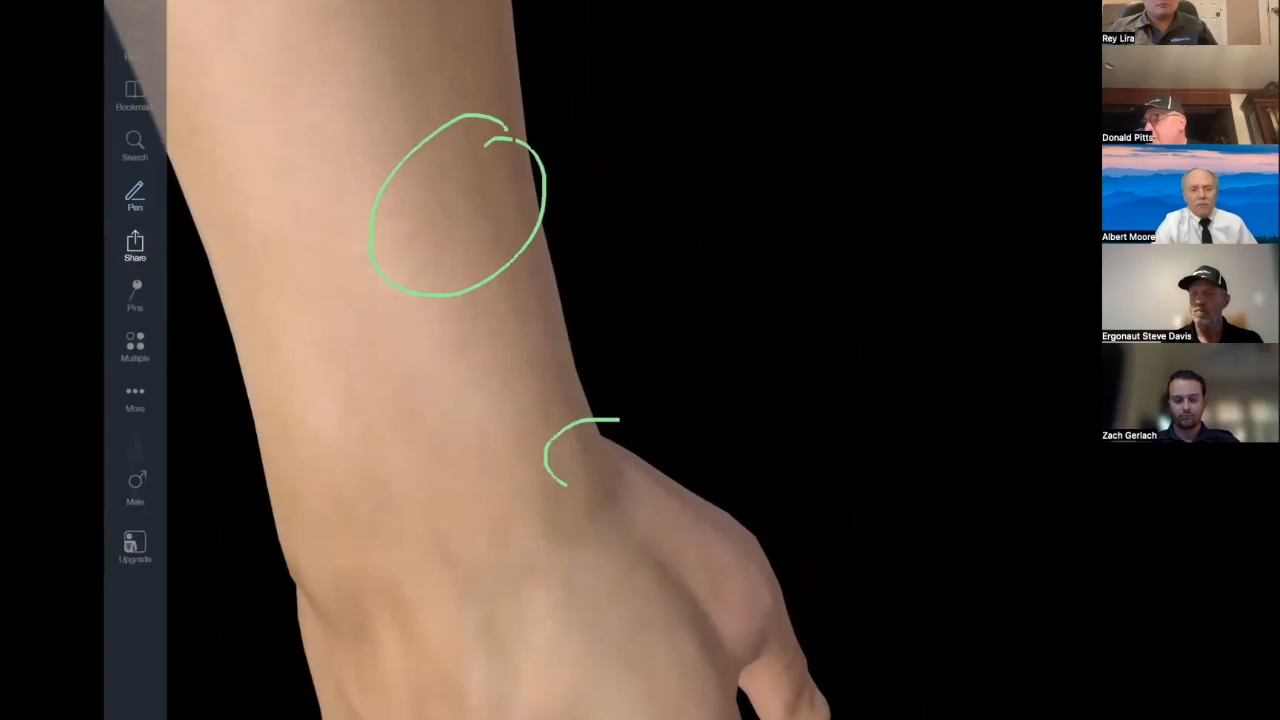 Bookmark
Search
Pen
Share
Pins
Multiple
More
Male
Upgrade
Rey Lira
Donald Pitts
Albert Moore
Ergonaut Steve Davis
Zach Gerlach